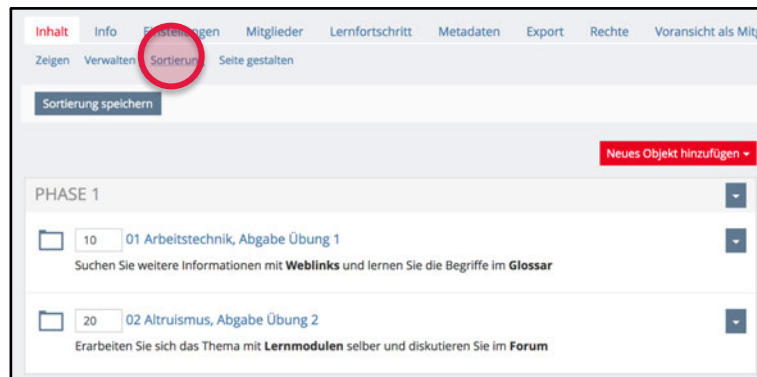 Inhalt Info Einstellungen Mitglieder Lernfortschritt Metadaten Export Rechte Voransicht als Mitg
Zeigen Verwalten Sortierung Seite gestalten
Sortierung speichern
Neues Objekt hinzufügen
PHASE 1
10 01 Arbeitstechnik, Abgabe Übung 1
Suchen Sie weitere Informationen mit Weblinks und lernen Sie die Begriffe im Glossar
20 02 Altruismus, Abgabe Übung 2
Erarbeiten Sie sich das Thema mit Lernmodulen selber und diskutieren Sie im Forum